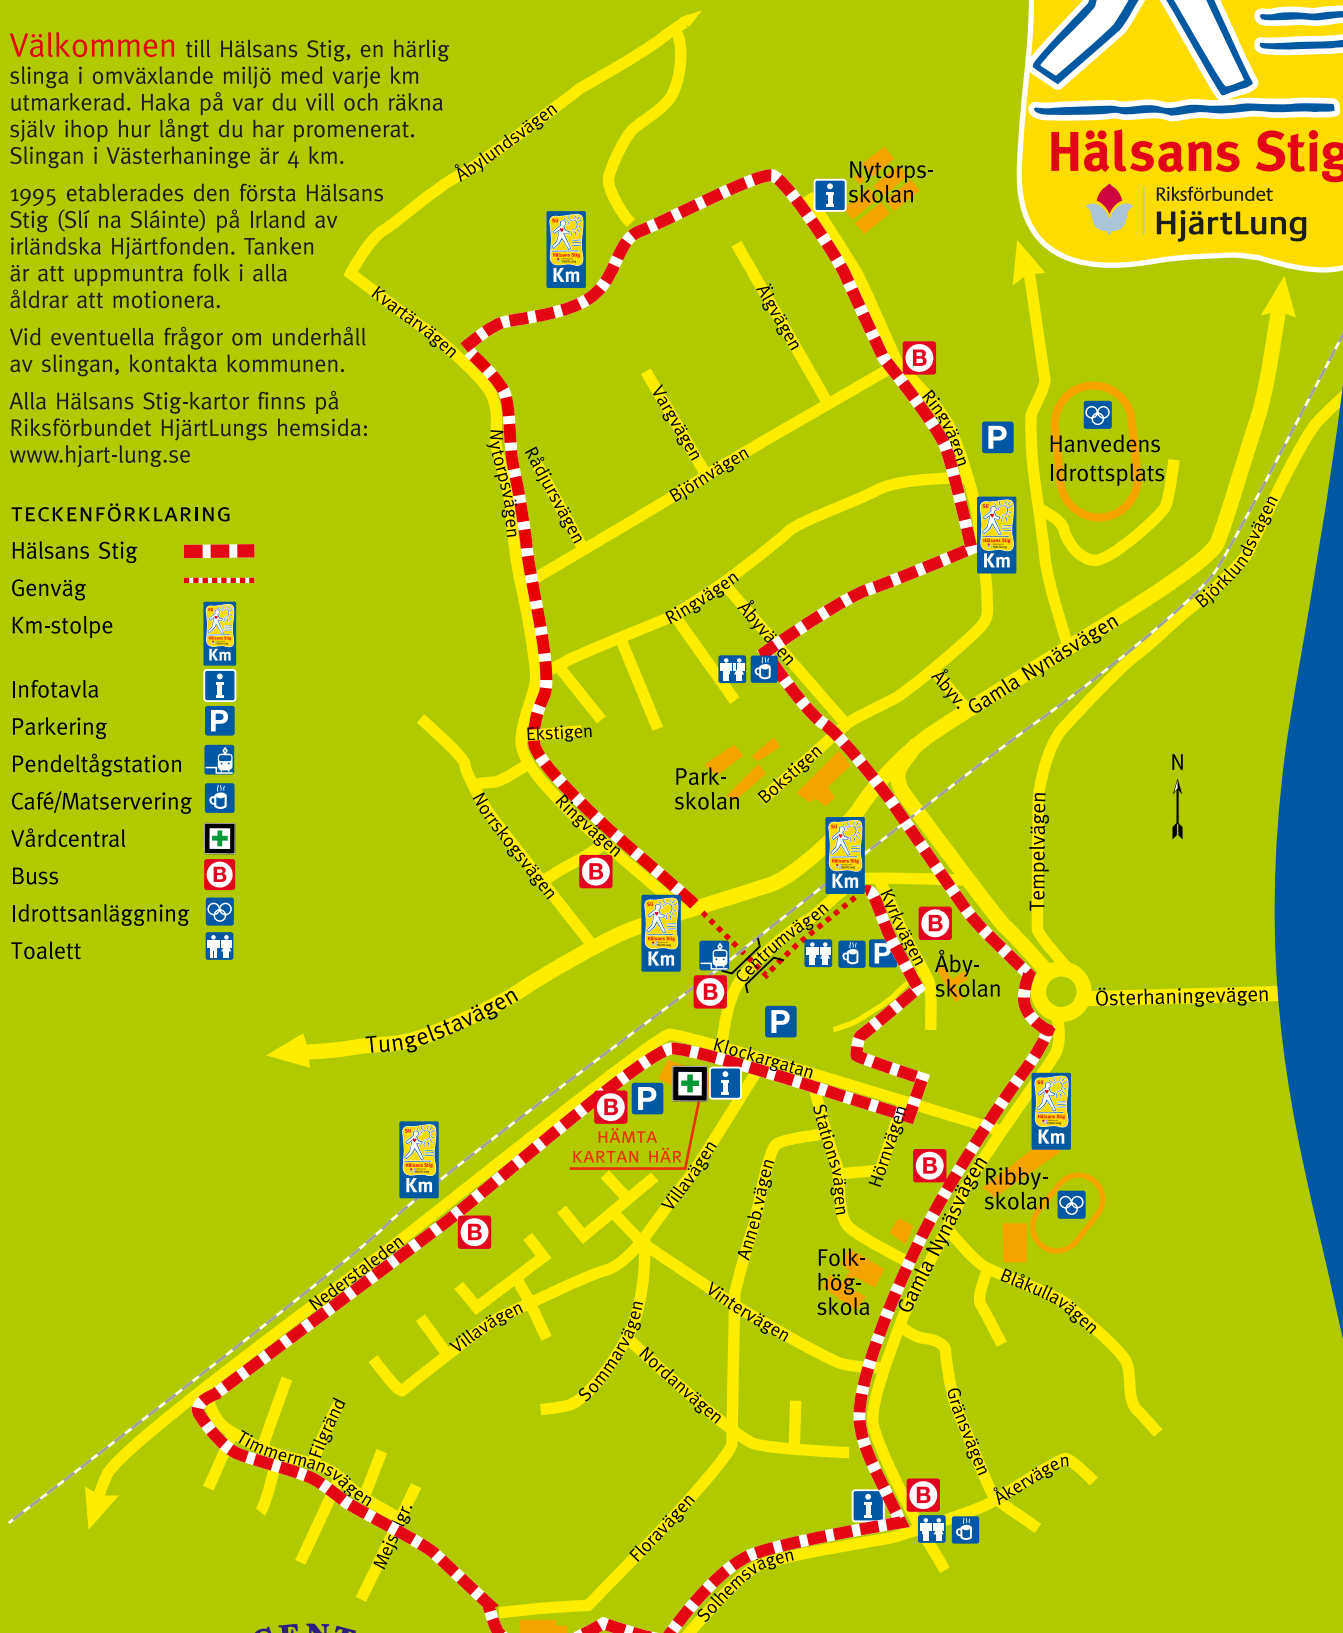 Välkommen till Hälsans Stig, en härlig
slinga i omväxlande miljö med varje km
utmarkerad. Haka på var du vill och räkna
själv ihop hur långt du har promenerat.
Slingan i Västerhaninge är 4 km.
1995 etablerades den första Hälsans
Stig (Slí na Sláinte) på Irland av
irländska Hjärtfonden. Tanken
är att uppmuntra folk i alla
åldrar att motionera.
Vid eventuella frågor om underhåll
av slingan, kontakta kommunen.
Alla Hälsans Stig-kartor finns på
Riksförbundet HjärtLungs hemsida:
www.hjart-lung.se
TECKENFÖRKLARING
Hälsans Stig
Genväg
Km-stolpe
Km
Infotavla
i
Parkering
P
Pendeltågstation
Café/Matservering
Vårdcentral
Buss
B
Idrottsanläggning
Toalett
Hälsans Stig
Riksförbundet
HjärtLung
Åbylundsvägen
Nytorps-
skolan
i
Km
Kvartärvägen
Älgvägen
B
Vargvägen
Ringvägen
P
Hanvedens
Idrottsplats
Nytorpsvägen
Rådjursvägen
Björnvägen
Km
Björklundsvägen
Ringvägen
Åbyvägen
Åbyv.
Gamla Nynäsvägen
Ekstigen
Park-
skolan
Bokstigen
N
Norrskogsvägen
Ringvägen
B
Km
Tempelvägen
Km
Centrumvägen
Kyrkvägen
B
P
Åby-
skolan
B
Österhaningevägen
Tungelstavägen
P
Klockargatan
i
P
B
HÄMTA
KARTAN HÄR
Km
Stationsvägen
Hörnvägen
Km
B
Ribby-
skolan
Villavägen
Anneb.vägen
B
Nederstaleden
Folk-
hög-
skola
Gamla Nynäsvägen
Blåkullavägen
Villavägen
Vintervägen
Sommarvägen
Nordanvägen
Gränsvägen
Filgränd
Timmermansvägen
Åkervägen
Mejs gr.
i
B
Floravägen
Solhemsvägen
CENT